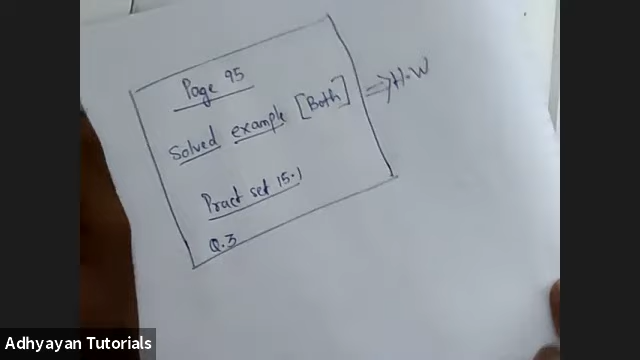 Page 95
Solved example [Both] ⇒ H.W
Pract set 15.1
Q.3
Adhyayan Tutorials